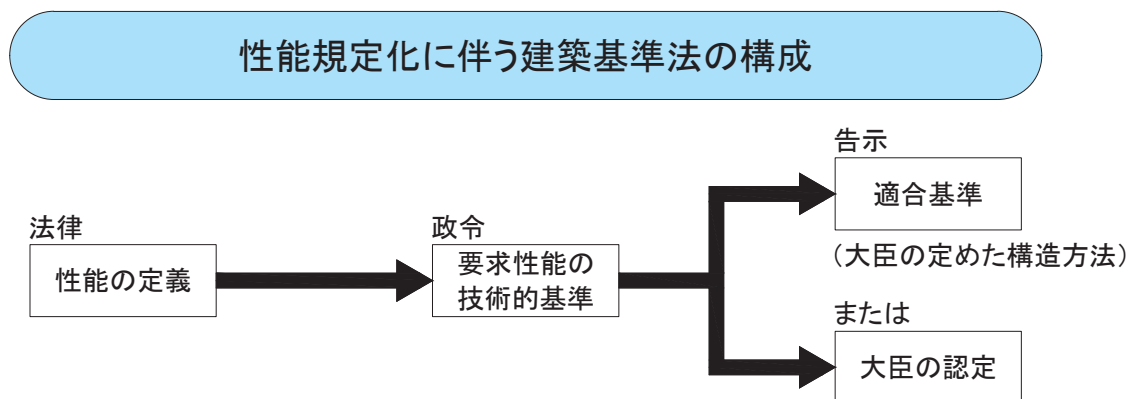 性能規定化に伴う建築基準法の構成
法律
性能の定義
政令
要求性能の
技術的基準
告示
適合基準
（大臣の定めた構造方法）
または
大臣の認定